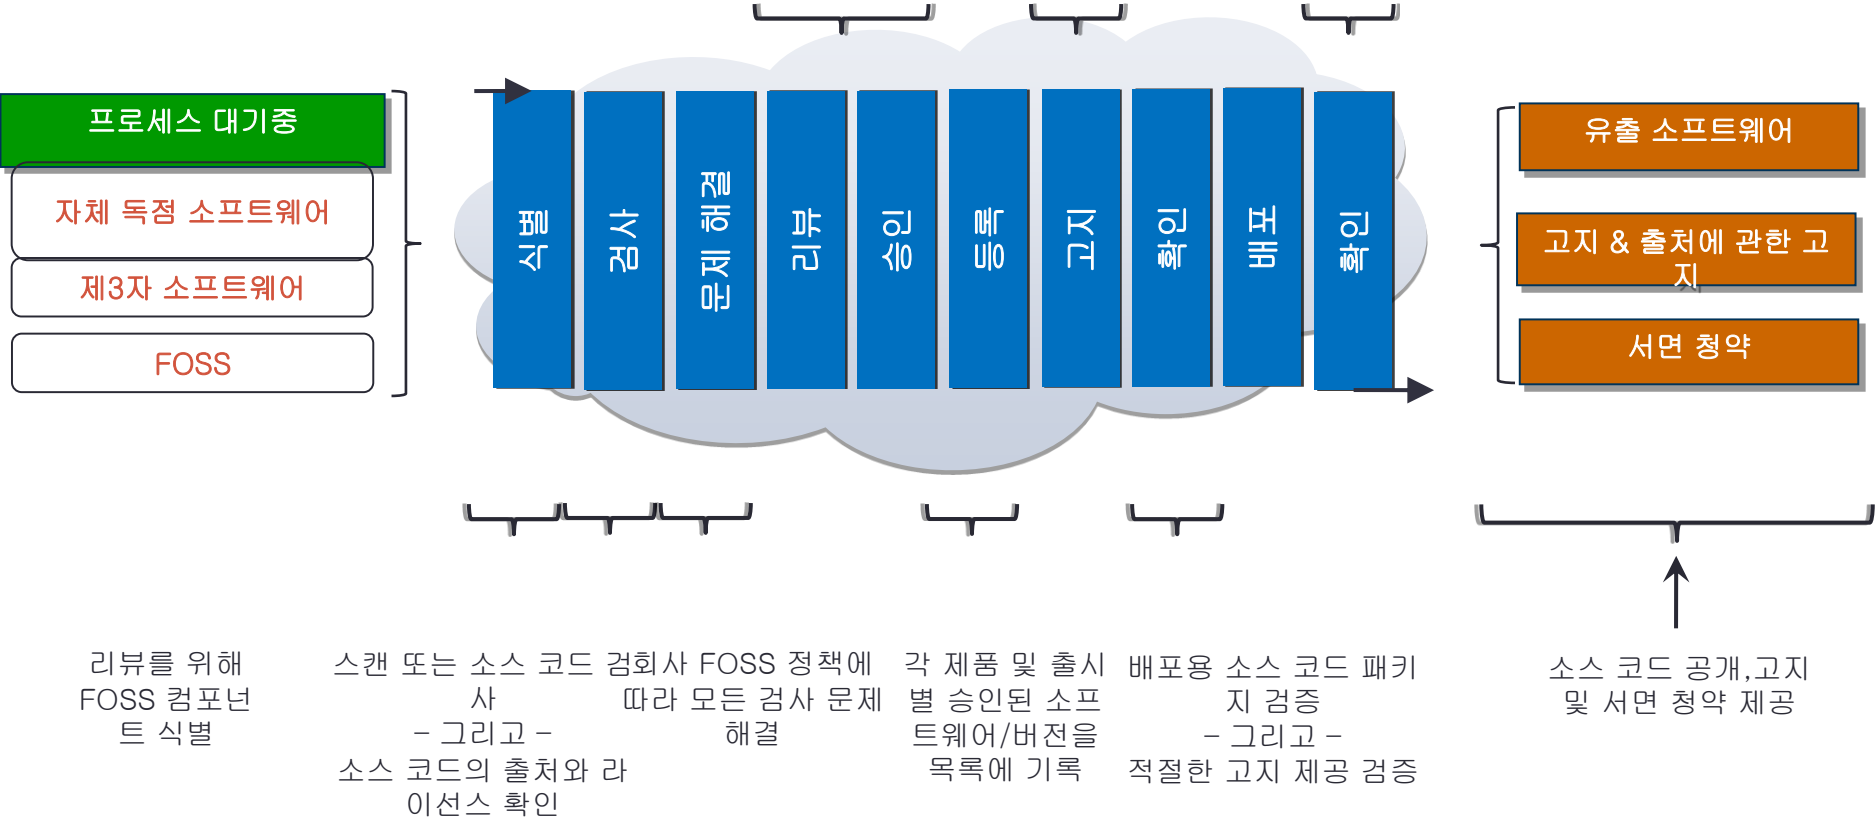 프로세스 대기중
자체 독점 소프트웨어
제3자 소프트웨어
FOSS
식별
검사
문제 해결
리뷰
승인
등록
고지
확인
배포
확인
유출 소프트웨어
고지 & 출처에 관한 고
지
서면 청약
리뷰를 위해
FOSS 컴포넌
트 식별
스캔 또는 소스 코드 검
사
– 그리고 –
소스 코드의 출처와 라
이선스 확인
회사 FOSS 정책에
따라 모든 검사 문제
해결
각 제품 및 출시
별 승인된 소프
트웨어/버전을
목록에 기록
배포용 소스 코드 패키
지 검증
– 그리고 –
적절한 고지 제공 검증
소스 코드 공개,고지
및 서면 청약 제공